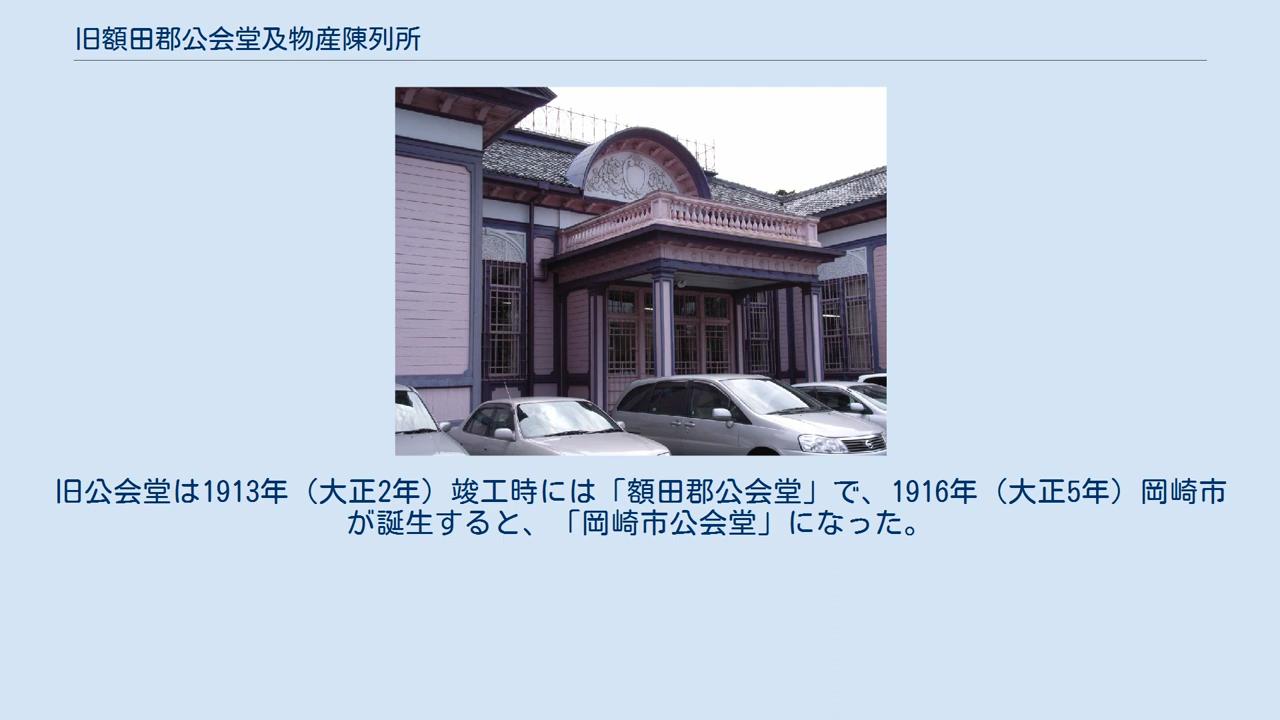 旧額田郡公会堂及物産陳列所
旧公会堂は1913年（大正2年）竣工時には「額田郡公会堂」で、1916年（大正5年）岡崎市
が誕生すると、「岡崎市公会堂」になった。